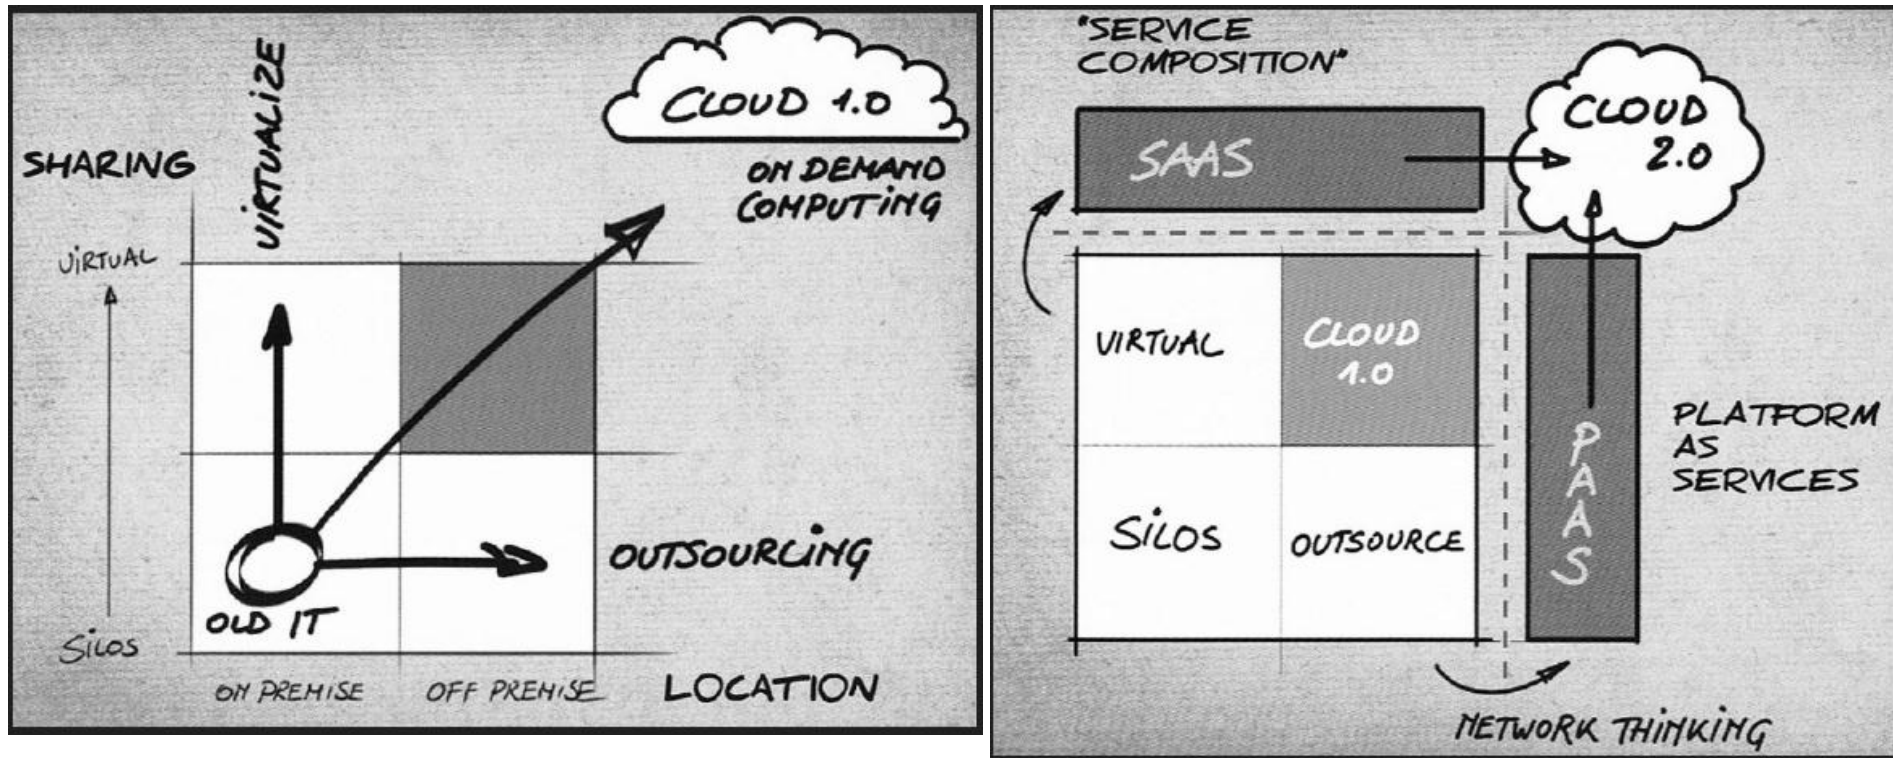 VIRTUALIZE
CLOUD 1.0
SHARING
ON DEMAND
COMPUTING
VIRTUAL
OUTSOURCING
OLD IT
SILOS
ON PREMISE
OFF PREMISE
LOCATION
"SERVICE
COMPOSITION"
SAAS
CLOUD
2.0
VIRTUAL
CLOUD
1.0
PLATFORM
AS
SERVICES
PAAS
SILOS
OUTSOURCE
NETWORK THINKING